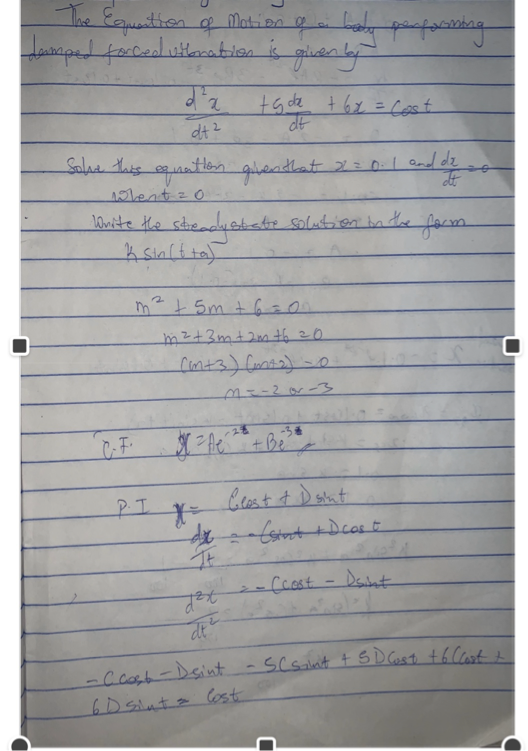 The Equation of Motion of a body performing
damped forced vibration is given by
d²x/dt² + 5dx/dt + 6x = Cost
Solve this equation given that x = 0.1 and dx/dt = 0
when t = 0
Write the steady state solution in the form
K sin(t + a)
m² + 5m + 6 = 0
m² + 3m + 2m + 6 = 0
(m+3)(m+2) = 0
m = -2 or -3
C.F. x = Ae^-2t + Be^-3t
P.I x = Ccost + Dsint
dx/dt = -Csint + Dcost
d²x/dt² = -Ccost - Dsint
-Ccost - Dsint - 5Csint + 5DCost + 6Ccost +
6Dsint = Cost